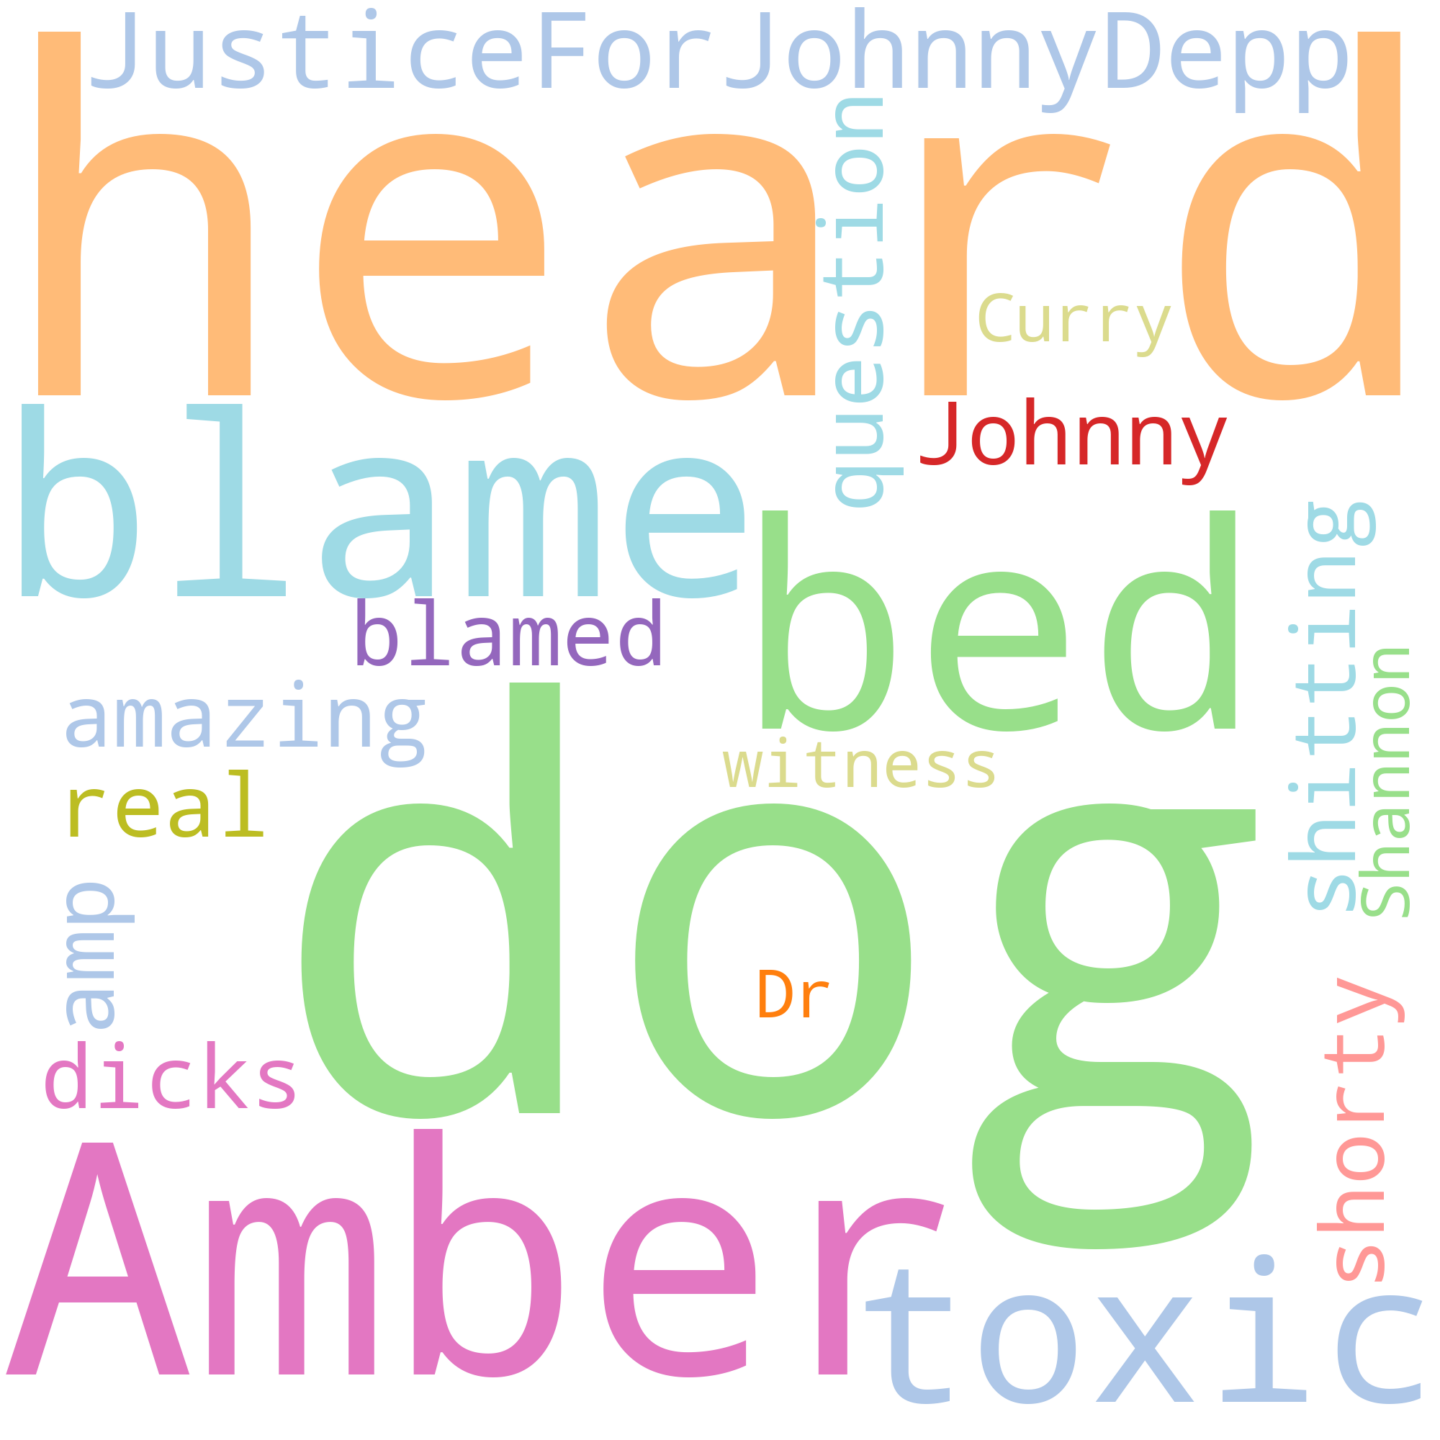 JusticeForJohnnyDepp
heard
question
Curry
Johnny
blame
bed
shitting
blamed
Shannon
amazing
witness
real
dog
amp
Dr
shorty
dicks
Amber
toxic